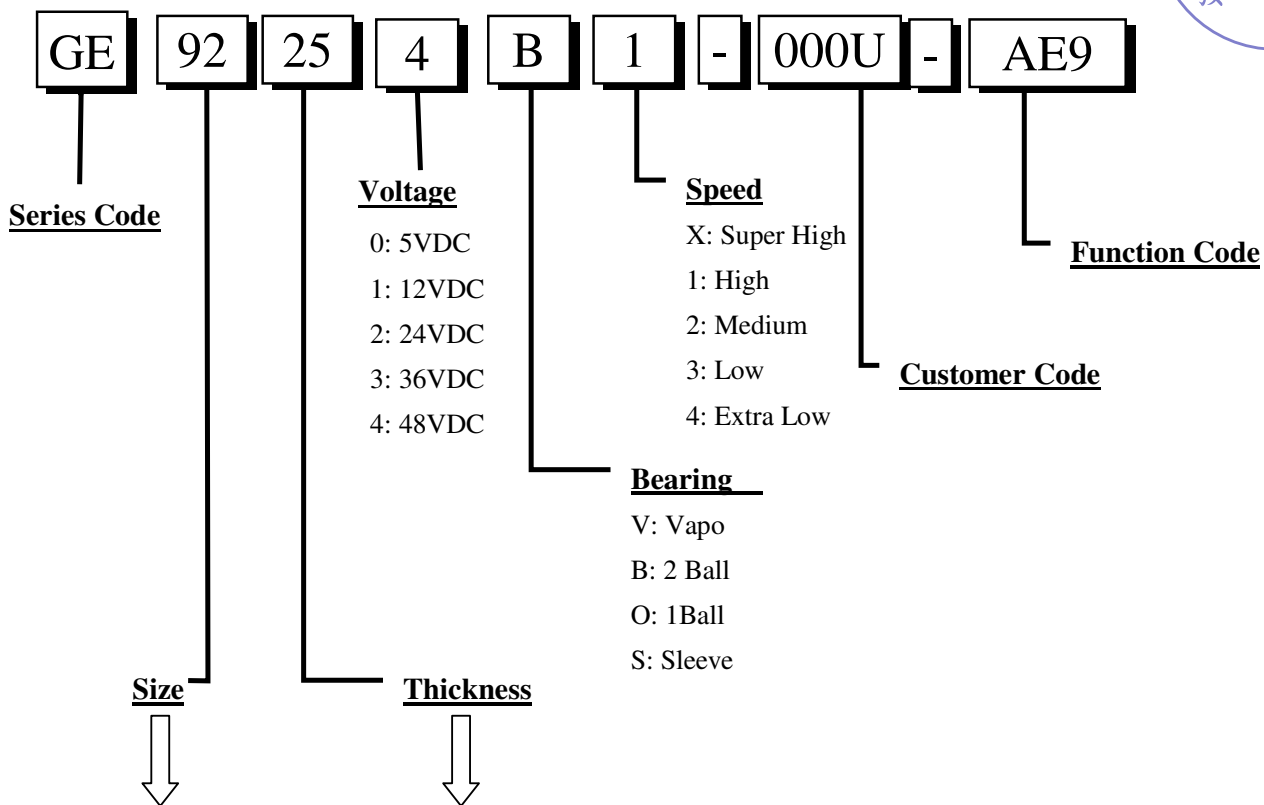 GE 92 25 4 B 1 - 000U - AE9
Series Code
Voltage
0: 5VDC
1: 12VDC
2: 24VDC
3: 36VDC
4: 48VDC
Speed
X: Super High
1: High
2: Medium
3: Low
4: Extra Low
Function Code
Customer Code
Bearing
V: Vapo
B: 2 Ball
O: 1Ball
S: Sleeve
Size
Thickness